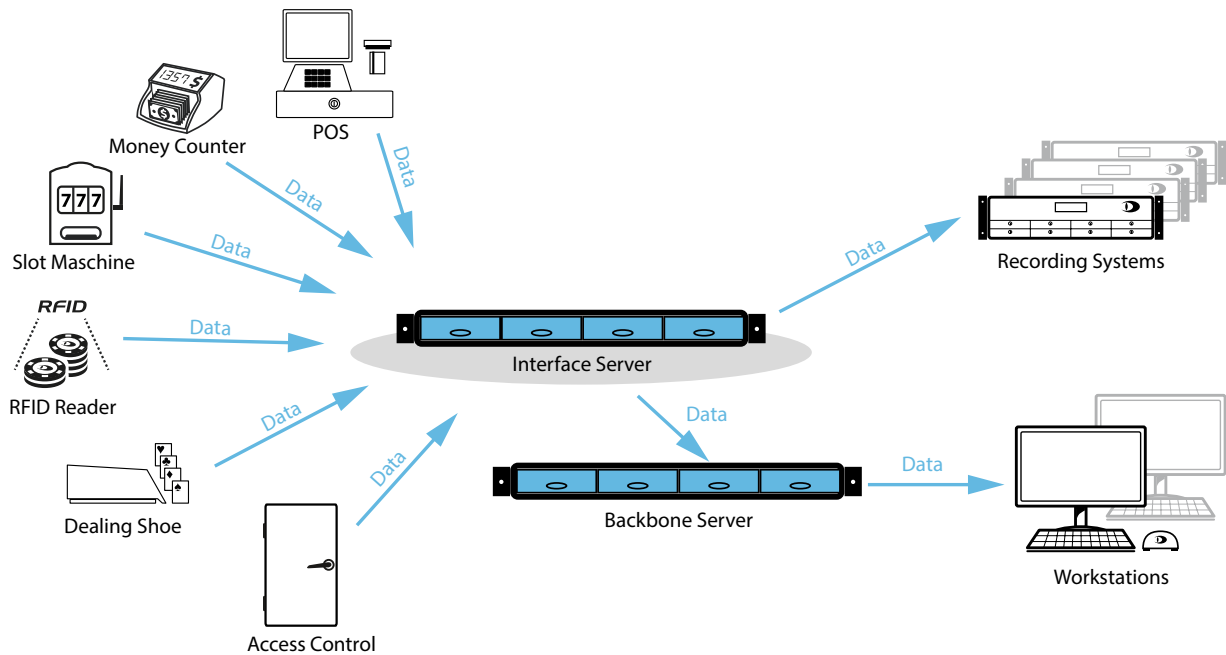 POS
1357 $
Money Counter
Data
Data
777
Slot Maschine
Data
Data
Recording Systems
RFID
Data
RFID Reader
Interface Server
Data
Data
Data
Data
Dealing Shoe
Backbone Server
Workstations
Access Control